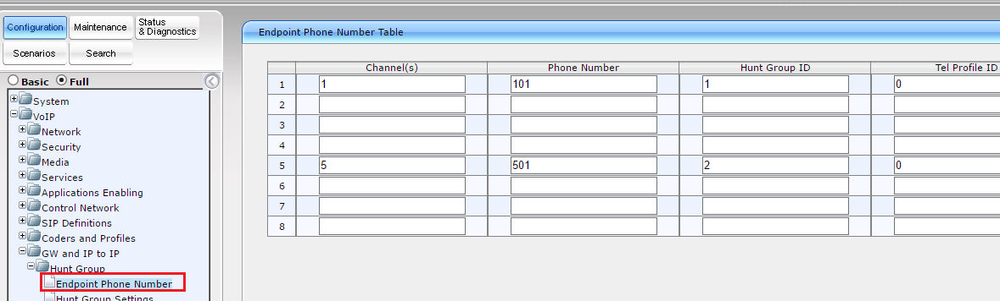 Configuration Maintenance Status
& Diagnostics
Scenarios Search
Basic Full
System
VoIP
Network
Security
Media
Services
Applications Enabling
Control Network
SIP Definitions
Coders and Profiles
GW and IP to IP
Hunt Group
Endpoint Phone Number
Hunt Group Settings
Endpoint Phone Number Table
Channel(s) Phone Number Hunt Group ID Tel Profile ID
1 1 101 1 0
2
3
4
5 5 501 2 0
6
7
8